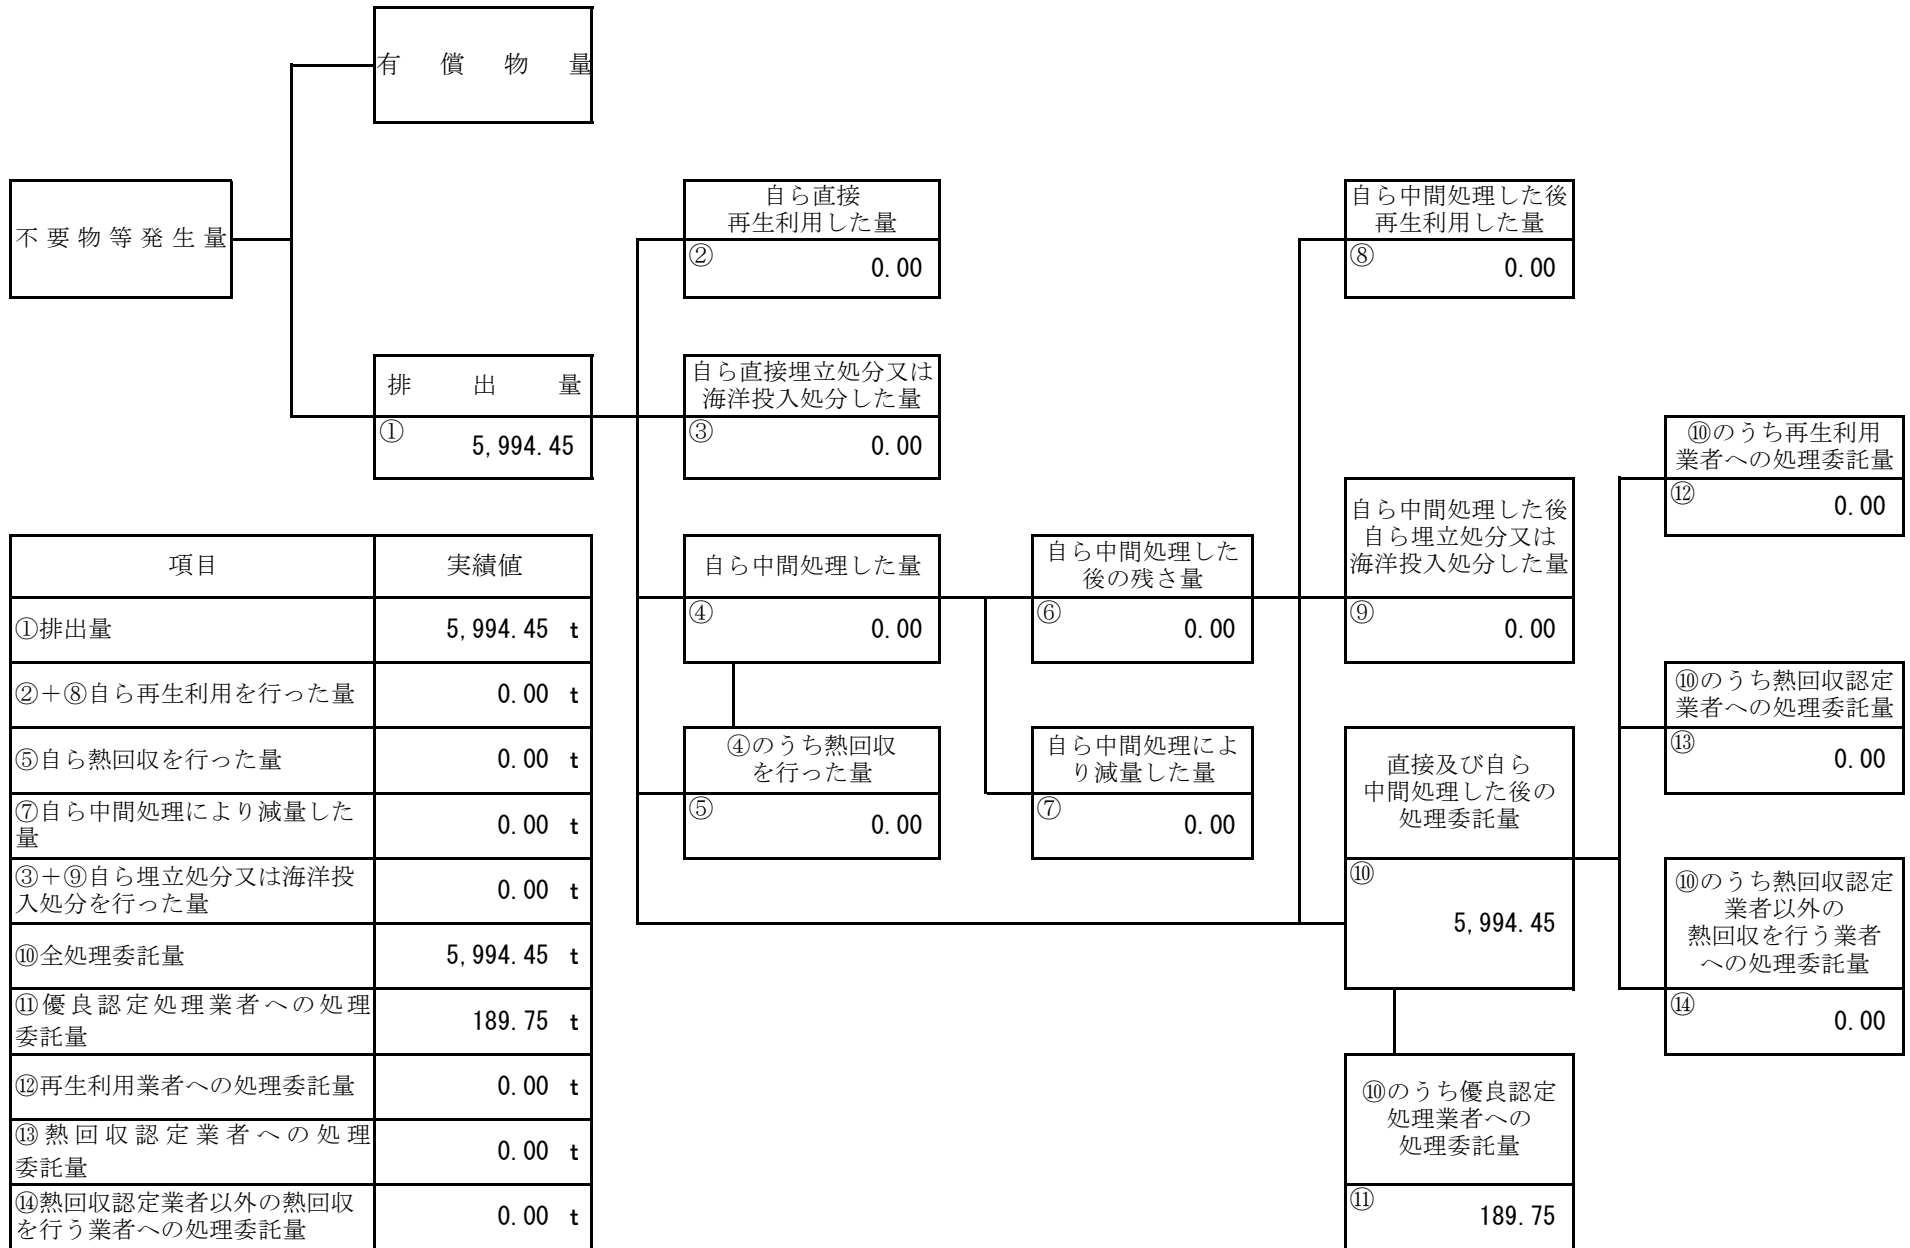 有償物量
不要物等発生量
排出量
①
5,994.45
自ら直接
再生利用した量
②
0.00
自ら直接埋立処分又は
海洋投入処分した量
③
0.00
自ら中間処理した量
④
0.00
④のうち熱回収
を行った量
⑤
0.00
自ら中間処理した
後の残さ量
⑥
0.00
自ら中間処理によ
り減量した量
⑦
0.00
自ら中間処理した後
再生利用した量
⑧
0.00
自ら中間処理した後
自ら埋立処分又は
海洋投入処分した量
⑨
0.00
直接及び自ら
中間処理した後の
処理委託量
⑩
5,994.45
⑩のうち優良認定
処理業者への
処理委託量
⑪
189.75
⑩のうち再生利用
業者への処理委託量
⑫
0.00
⑩のうち熱回収認定
業者への処理委託量
⑬
0.00
⑩のうち熱回収認定
業者以外の
熱回収を行う業者
への処理委託量
⑭
0.00
項目 実績値
①排出量 5,994.45 t
②＋⑧自ら再生利用を行った量 0.00 t
⑤自ら熱回収を行った量 0.00 t
⑦自ら中間処理により減量した
量 0.00 t
③＋⑨自ら埋立処分又は海洋投
入処分を行った量 0.00 t
⑩全処理委託量 5,994.45 t
⑪優良認定処理業者への処理
委託量 189.75 t
⑫再生利用業者への処理委託量 0.00 t
⑬熱回収認定業者への処理
委託量 0.00 t
⑭熱回収認定業者以外の熱回収
を行う業者への処理委託量 0.00 t